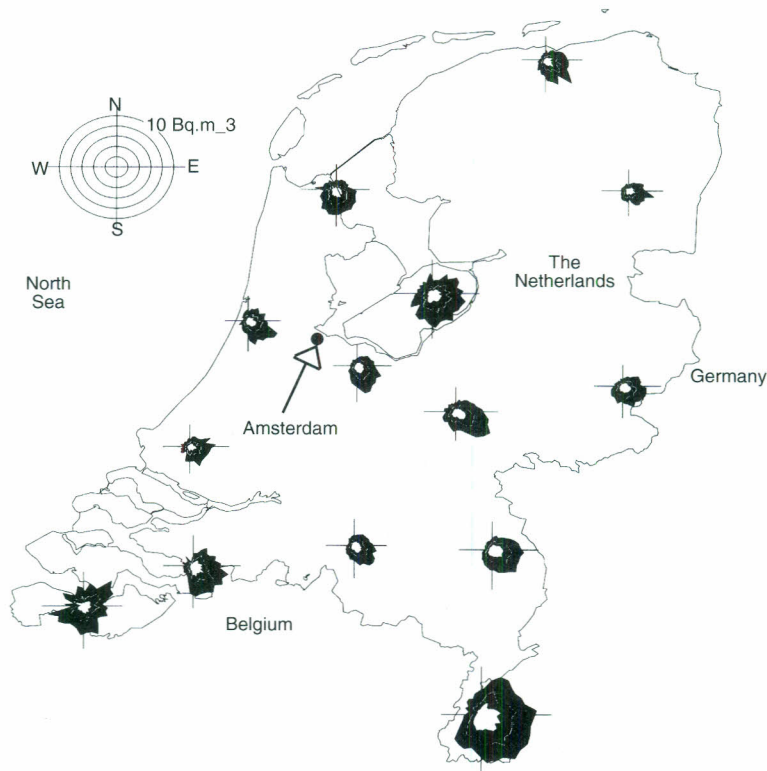 N
10 Bq.m_3
W
E
S
North
Sea
The
Netherlands
Germany
Amsterdam
Belgium